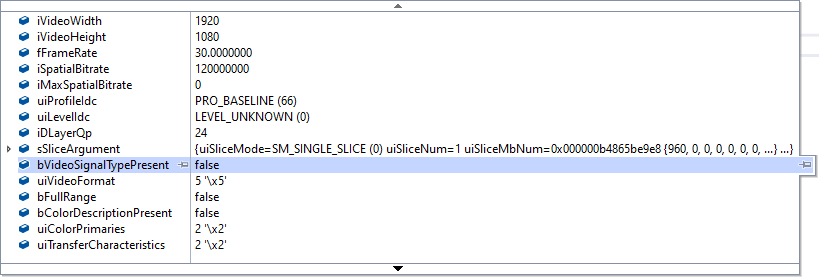 iVideoWidth 1920
iVideoHeight 1080
fFrameRate 30.0000000
iSpatialBitrate 120000000
iMaxSpatialBitrate 0
uiProfileIdc PRO_BASELINE (66)
uiLevelIdc LEVEL_UNKNOWN (0)
iDLayerQp 24
sSliceArgument {uiSliceMode=SM_SINGLE_SLICE (0) uiSliceNum=1 uiSliceMbNum=0x000000b4865be9e8 {960, 0, 0, 0, 0, 0, ...} ...}
bVideoSignalTypePresent false
uiVideoFormat 5 '\x5'
bFullRange false
bColorDescriptionPresent false
uiColorPrimaries 2 '\x2'
uiTransferCharacteristics 2 '\x2'